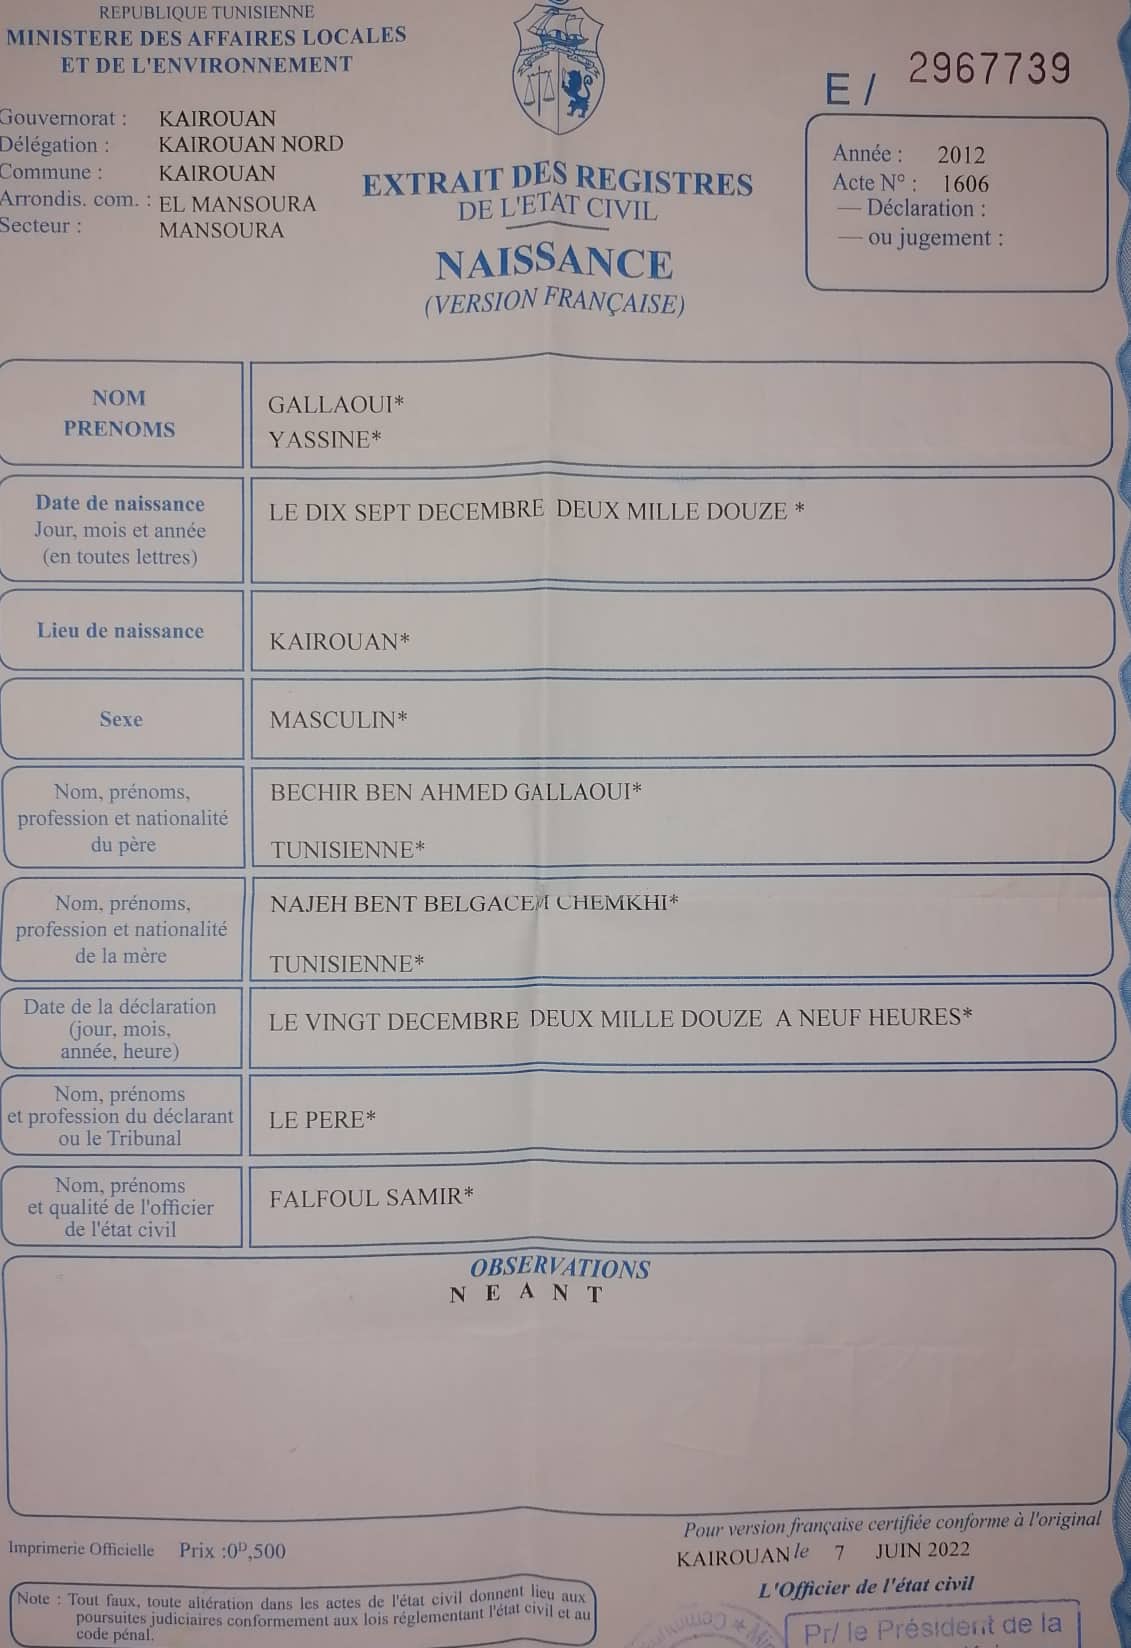 REPUBLIQUE TUNISIENNE
MINISTERE DES AFFAIRES LOCALES
ET DE L'ENVIRONNEMENT
Gouvernorat : KAIROUAN
Délégation : KAIROUAN NORD
Commune : KAIROUAN
Arrondis. com. : EL MANSOURA
Secteur : MANSOURA
EXTRAIT DES REGISTRES
DE L'ETAT CIVIL
NAISSANCE
(VERSION FRANÇAISE)
E / 2967739
Année : 2012
Acte N° : 1606
— Déclaration :
— ou jugement :
NOM
PRENOMS
GALLAOUI*
YASSINE*
Date de naissance
Jour, mois et année
(en toutes lettres)
LE DIX SEPT DECEMBRE DEUX MILLE DOUZE *
Lieu de naissance
KAIROUAN*
Sexe
MASCULIN*
Nom, prénoms,
profession et nationalité
du père
BECHIR BEN AHMED GALLAOUI*
TUNISIENNE*
Nom, prénoms,
profession et nationalité
de la mère
NAJEH BENT BELGACEM CHEMKHI*
TUNISIENNE*
Date de la déclaration
(jour, mois,
année, heure)
LE VINGT DECEMBRE DEUX MILLE DOUZE A NEUF HEURES*
Nom, prénoms
et profession du déclarant
ou le Tribunal
LE PERE*
Nom, prénoms
et qualité de l'officier
de l'état civil
FALFOUL SAMIR*
OBSERVATIONS
N E A N T
Pour version française certifiée conforme à l'original
Imprimerie Officielle Prix :0ᴰ,500
KAIROUAN le 7 JUIN 2022
L'Officier de l'état civil
Note : Tout faux, toute altération dans les actes de l'état civil donnent lieu aux
poursuites judiciaires conformement aux lois réglementant l'état civil et au
code pénal.
Pr/ le Président de la